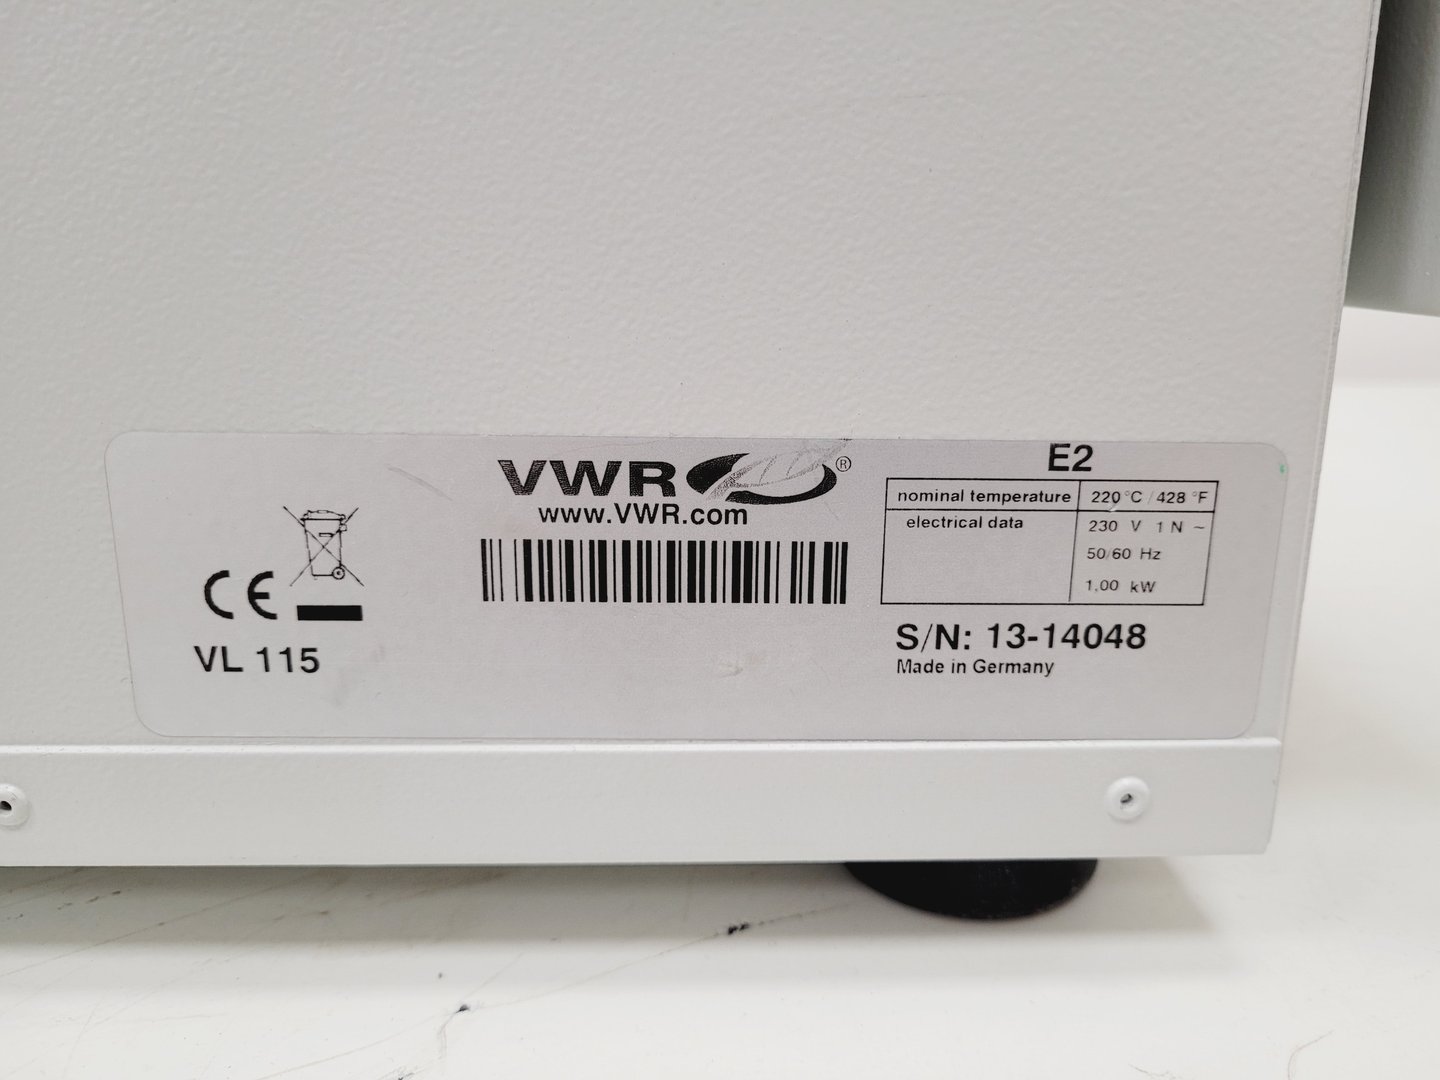 VWR®
www.VWR.com
CE
VL 115
E2
nominal temperature 220 °C / 428 °F
electrical data 230 V 1 N ~
50/60 Hz
1,00 kW
S/N: 13-14048
Made in Germany